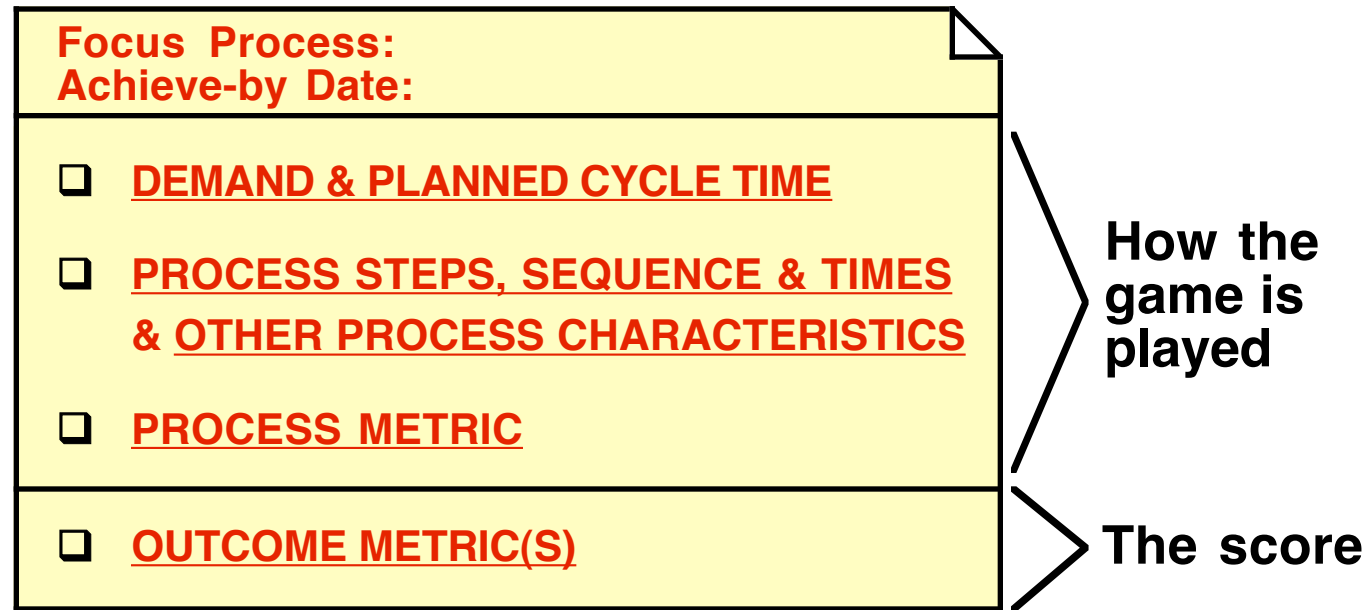 Focus Process:
Achieve-by Date:
❑ DEMAND & PLANNED CYCLE TIME
❑ PROCESS STEPS, SEQUENCE & TIMES
& OTHER PROCESS CHARACTERISTICS
❑ PROCESS METRIC
How the
game is
played
❑ OUTCOME METRIC(S)
The score